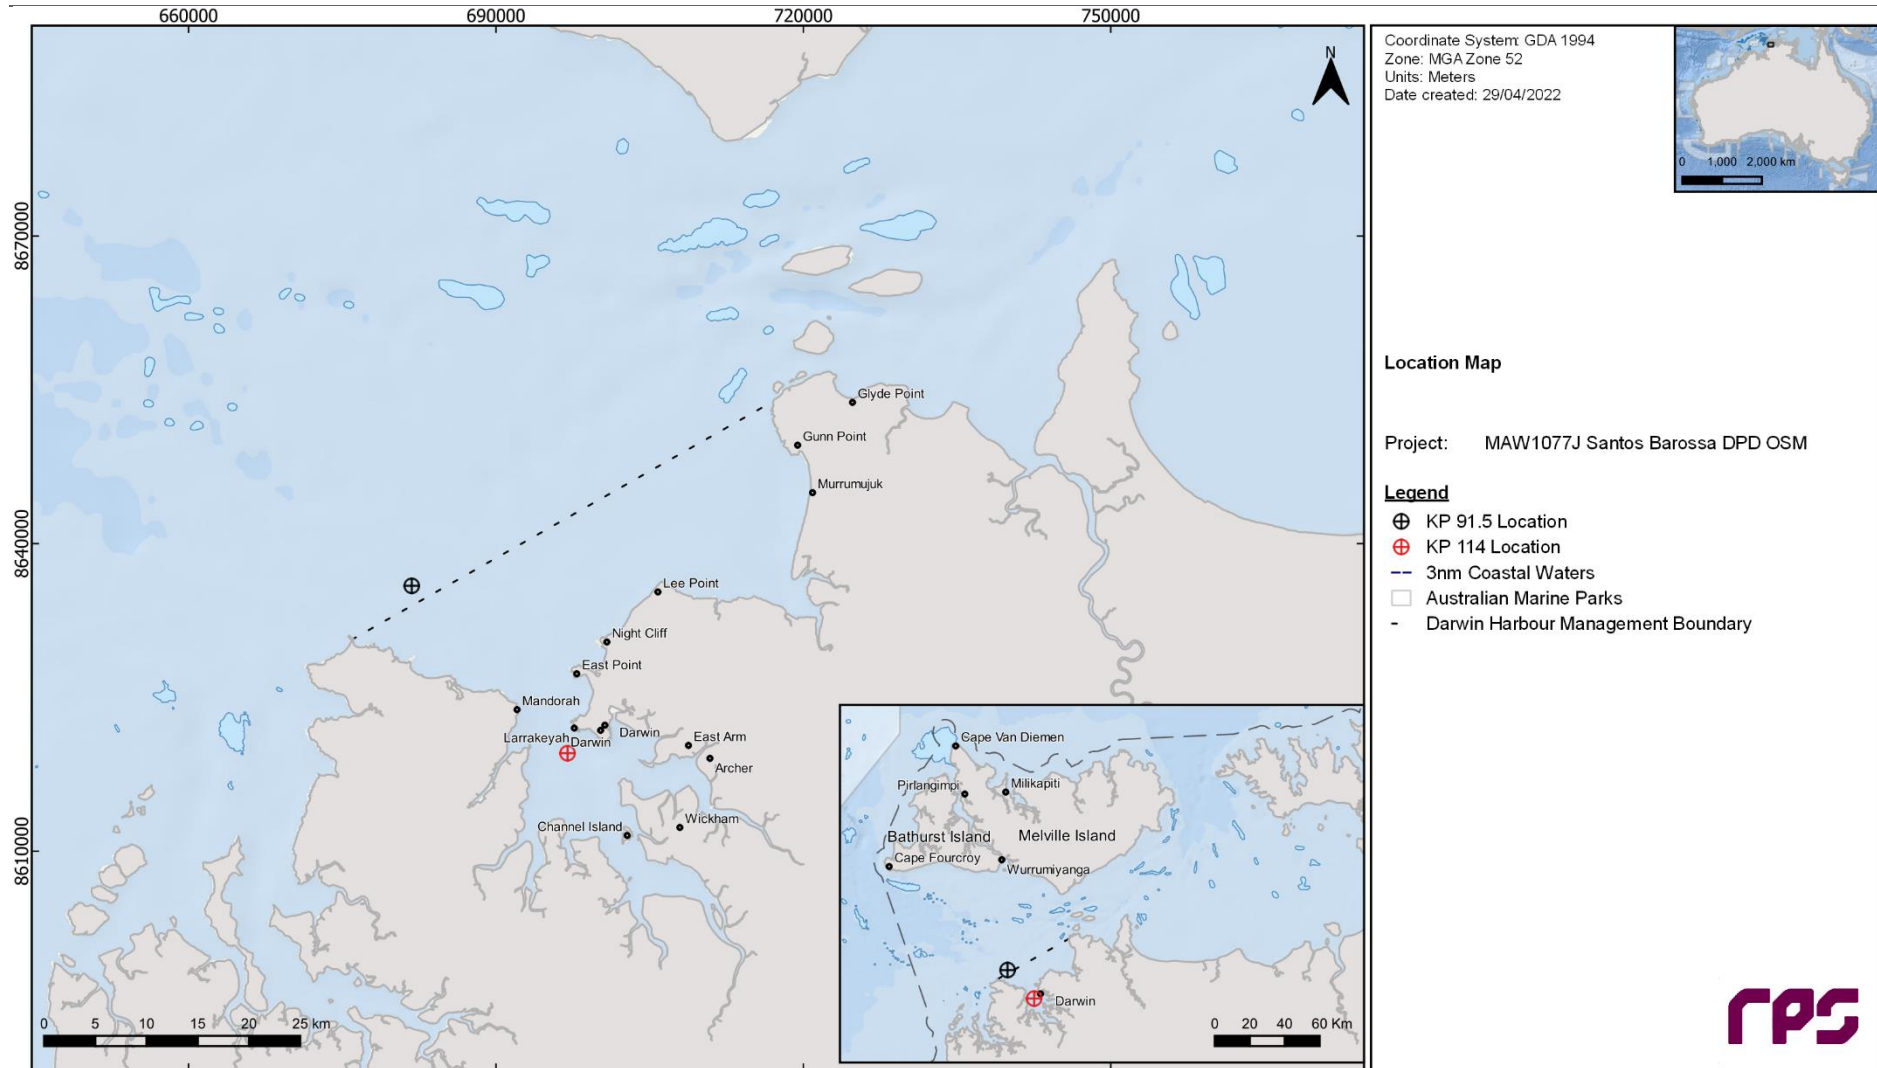 660000
690000
720000
750000
8670000
8640000
8610000
N
Glyde Point
Gunn Point
Murrumujuk
Lee Point
Night Cliff
East Point
Mandorah
Larrakeyah
Darwin
Darwin
East Arm
Archer
Channel Island
Wickham
0 5 10 15 20 25 km
Cape Van Diemen
Pirlangimpi
Milikapiti
Bathurst Island
Melville Island
Cape Fourcroy
Wurrumiyanga
Darwin
0 20 40 60 Km
Coordinate System: GDA 1994
Zone: MGA Zone 52
Units: Meters
Date created: 29/04/2022
0 1,000 2,000 km
Location Map
Project: MAW1077J Santos Barossa DPD OSM
Legend
KP 91.5 Location
KP 114 Location
3nm Coastal Waters
Australian Marine Parks
Darwin Harbour Management Boundary
rps